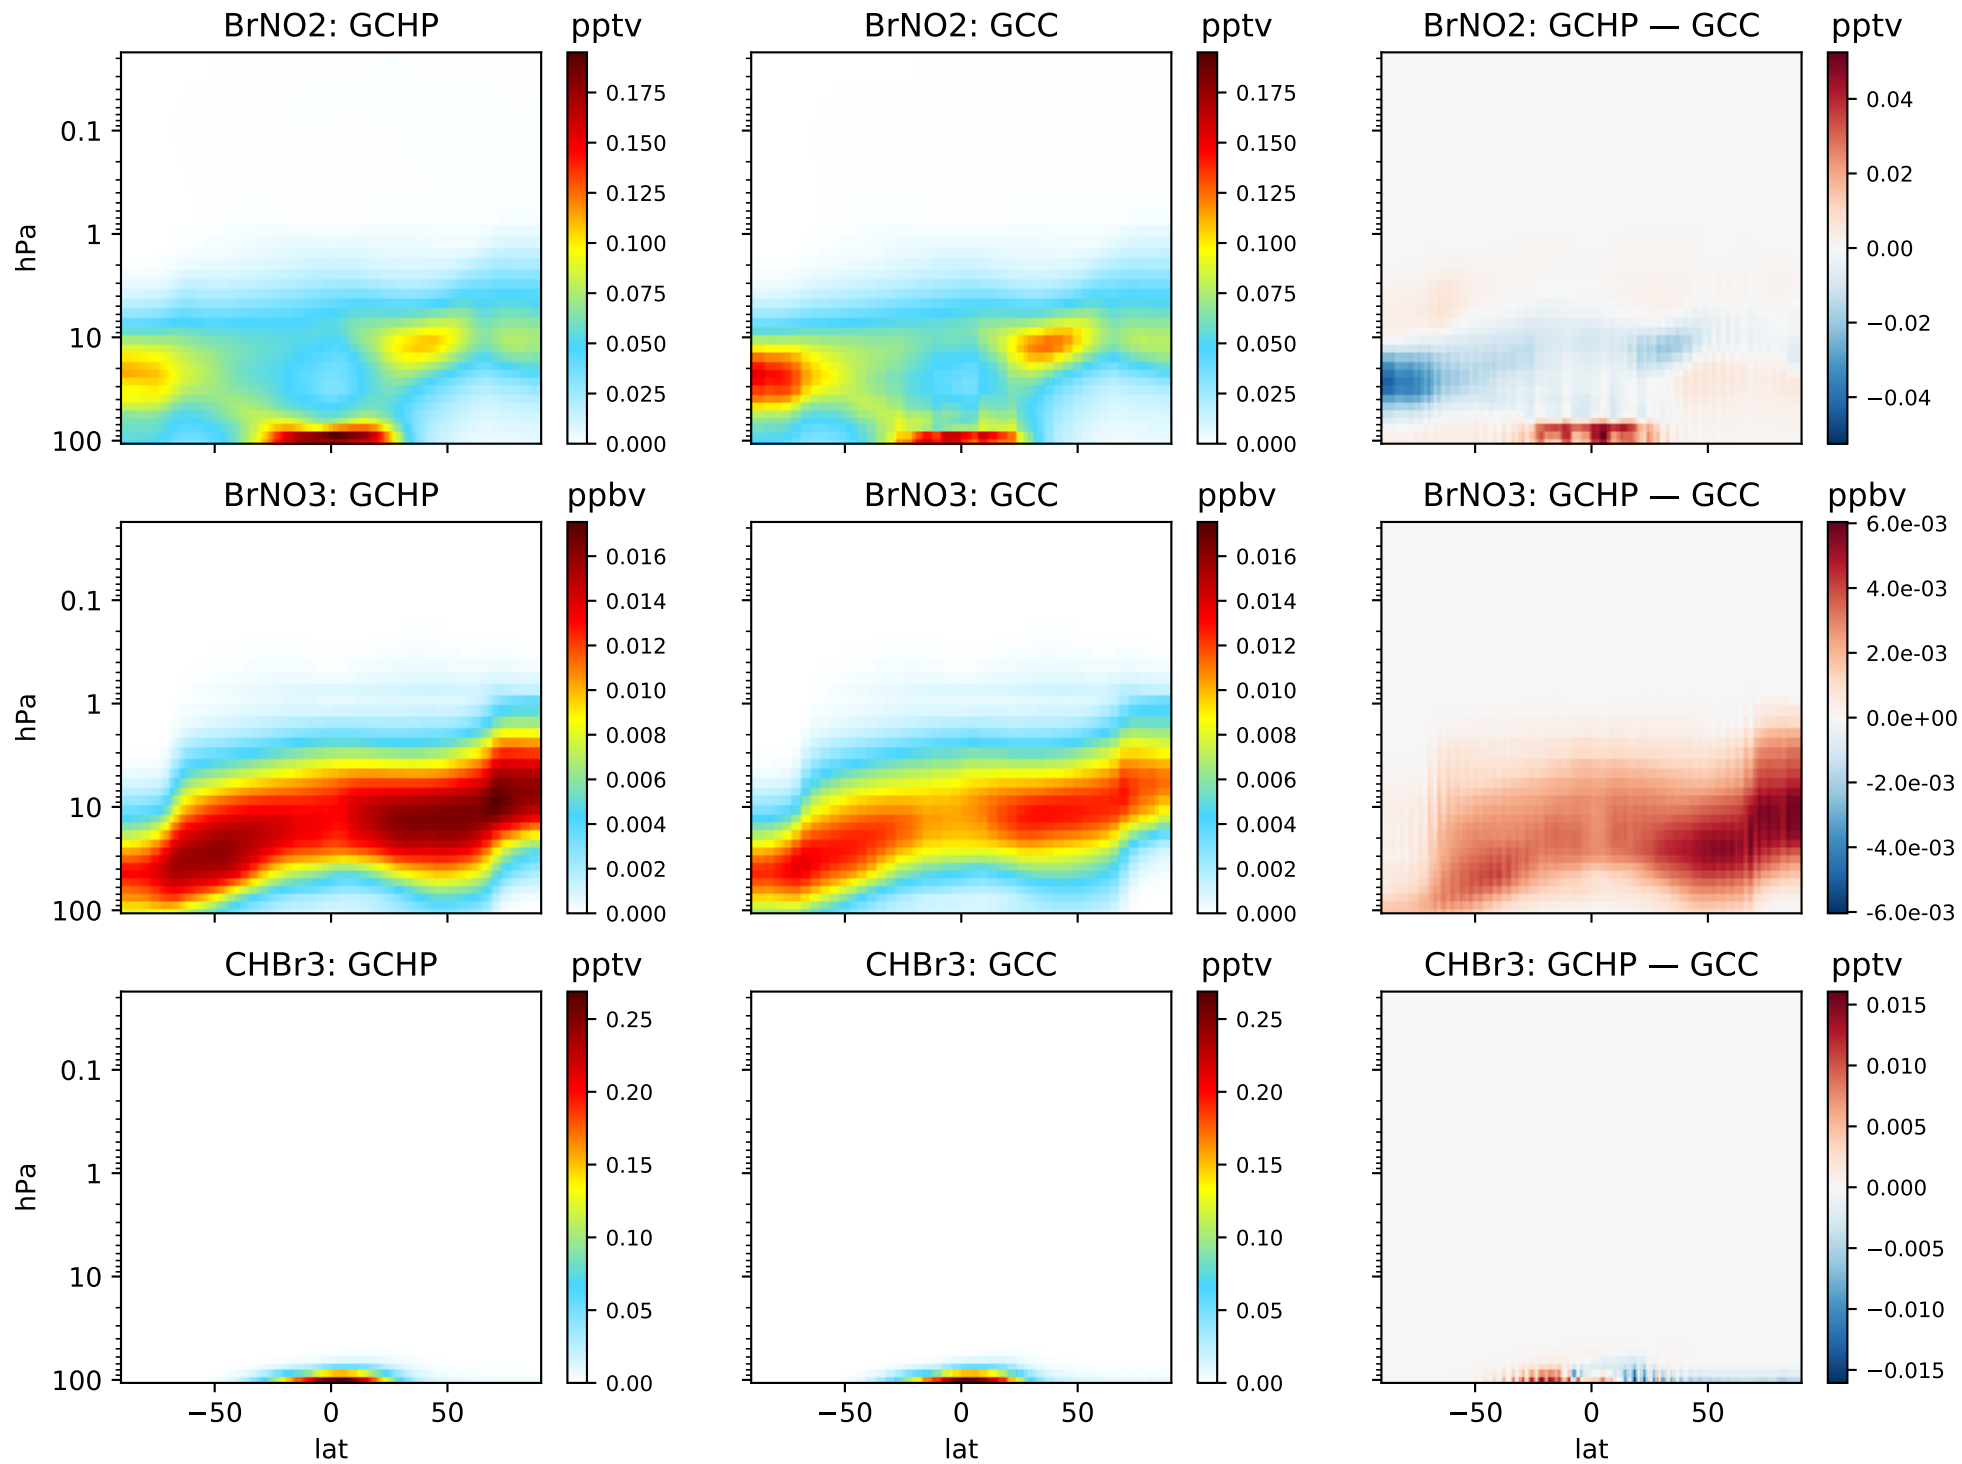 BrNO2: GCHP pptv BrNO2: GCC pptv BrNO2: GCHP — GCC pptv
0.175 0.175 0.04
0.1 0.150 0.150 0.02
0.125 0.125
hPa 1 0.100 0.100 0.00
0.075 0.075
10 0.050 0.050 −0.02
0.025 0.025 −0.04
100 0.000 0.000
BrNO3: GCHP ppbv BrNO3: GCC ppbv BrNO3: GCHP — GCC ppbv
6.0e-03
0.016 0.016
0.1 0.014 0.014 4.0e-03
0.012 0.012 2.0e-03
hPa 1 0.010 0.010 0.0e+00
0.008 0.008
0.006 0.006 -2.0e-03
10 0.004 0.004 -4.0e-03
0.002 0.002
100 0.000 0.000 -6.0e-03
CHBr3: GCHP pptv CHBr3: GCC pptv CHBr3: GCHP — GCC pptv
0.25 0.25 0.015
0.1 0.20 0.20 0.010
0.005
hPa 1 0.15 0.15 0.000
0.10 0.10 −0.005
10 0.05 0.05 −0.010
100 0.00 0.00 −0.015
−50 0 50 −50 0 50 −50 0 50
lat lat lat